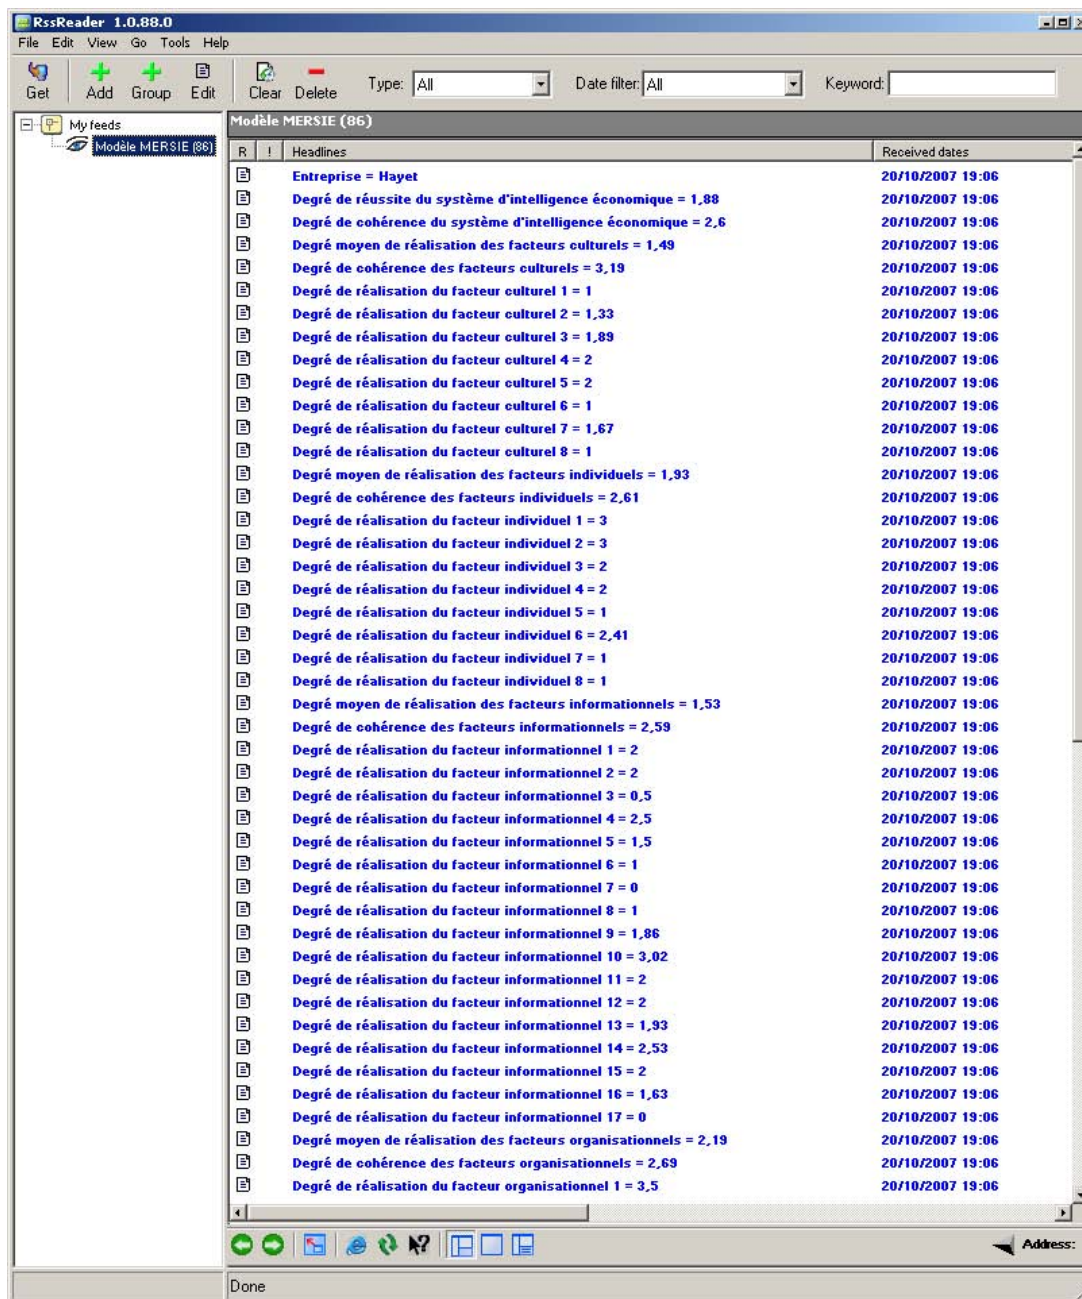 RssReader 1.0.88.0
File Edit View Go Tools Help
Get Add Group Edit Clear Delete Type: All Date filter: All Keyword:
My feeds
Modèle MERSIE (86)
Modèle MERSIE (86)
R ! Headlines Received dates
Entreprise = Hayet 20/10/2007 19:06
Degré de réussite du système d'intelligence économique = 1,88 20/10/2007 19:06
Degré de cohérence du système d'intelligence économique = 2,6 20/10/2007 19:06
Degré moyen de réalisation des facteurs culturels = 1,49 20/10/2007 19:06
Degré de cohérence des facteurs culturels = 3,19 20/10/2007 19:06
Degré de réalisation du facteur culturel 1 = 1 20/10/2007 19:06
Degré de réalisation du facteur culturel 2 = 1,33 20/10/2007 19:06
Degré de réalisation du facteur culturel 3 = 1,89 20/10/2007 19:06
Degré de réalisation du facteur culturel 4 = 2 20/10/2007 19:06
Degré de réalisation du facteur culturel 5 = 2 20/10/2007 19:06
Degré de réalisation du facteur culturel 6 = 1 20/10/2007 19:06
Degré de réalisation du facteur culturel 7 = 1,67 20/10/2007 19:06
Degré de réalisation du facteur culturel 8 = 1 20/10/2007 19:06
Degré moyen de réalisation des facteurs individuels = 1,93 20/10/2007 19:06
Degré de cohérence des facteurs individuels = 2,61 20/10/2007 19:06
Degré de réalisation du facteur individuel 1 = 3 20/10/2007 19:06
Degré de réalisation du facteur individuel 2 = 3 20/10/2007 19:06
Degré de réalisation du facteur individuel 3 = 2 20/10/2007 19:06
Degré de réalisation du facteur individuel 4 = 2 20/10/2007 19:06
Degré de réalisation du facteur individuel 5 = 1 20/10/2007 19:06
Degré de réalisation du facteur individuel 6 = 2,41 20/10/2007 19:06
Degré de réalisation du facteur individuel 7 = 1 20/10/2007 19:06
Degré de réalisation du facteur individuel 8 = 1 20/10/2007 19:06
Degré moyen de réalisation des facteurs informationnels = 1,53 20/10/2007 19:06
Degré de cohérence des facteurs informationnels = 2,59 20/10/2007 19:06
Degré de réalisation du facteur informationnel 1 = 2 20/10/2007 19:06
Degré de réalisation du facteur informationnel 2 = 2 20/10/2007 19:06
Degré de réalisation du facteur informationnel 3 = 0,5 20/10/2007 19:06
Degré de réalisation du facteur informationnel 4 = 2,5 20/10/2007 19:06
Degré de réalisation du facteur informationnel 5 = 1,5 20/10/2007 19:06
Degré de réalisation du facteur informationnel 6 = 1 20/10/2007 19:06
Degré de réalisation du facteur informationnel 7 = 0 20/10/2007 19:06
Degré de réalisation du facteur informationnel 8 = 1 20/10/2007 19:06
Degré de réalisation du facteur informationnel 9 = 1,86 20/10/2007 19:06
Degré de réalisation du facteur informationnel 10 = 3,02 20/10/2007 19:06
Degré de réalisation du facteur informationnel 11 = 2 20/10/2007 19:06
Degré de réalisation du facteur informationnel 12 = 2 20/10/2007 19:06
Degré de réalisation du facteur informationnel 13 = 1,93 20/10/2007 19:06
Degré de réalisation du facteur informationnel 14 = 2,53 20/10/2007 19:06
Degré de réalisation du facteur informationnel 15 = 2 20/10/2007 19:06
Degré de réalisation du facteur informationnel 16 = 1,63 20/10/2007 19:06
Degré de réalisation du facteur informationnel 17 = 0 20/10/2007 19:06
Degré moyen de réalisation des facteurs organisationnels = 2,19 20/10/2007 19:06
Degré de cohérence des facteurs organisationnels = 2,69 20/10/2007 19:06
Degré de réalisation du facteur organisationnel 1 = 3,5 20/10/2007 19:06
Address:
Done